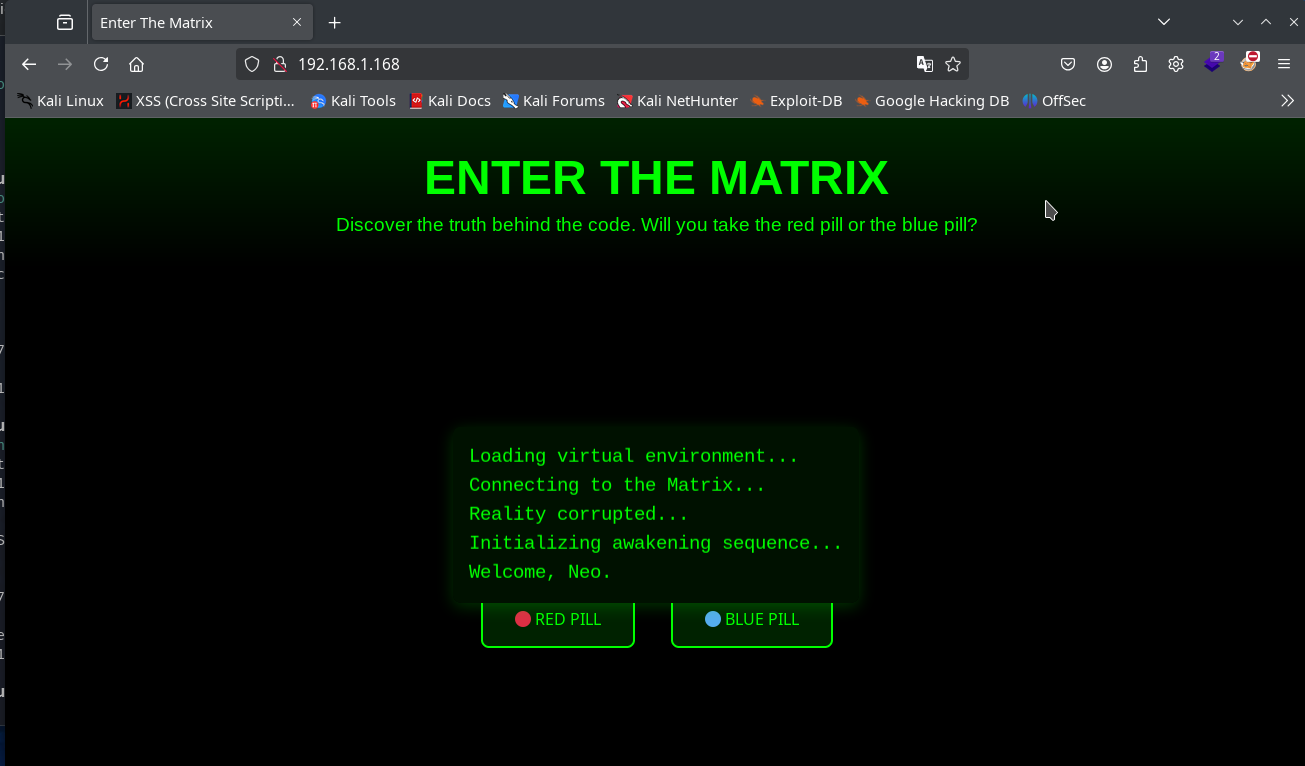 Enter The Matrix
192.168.1.168
2
Kali Linux
XSS (Cross Site Scripti...
Kali Tools
Kali Docs
Kali Forums
Kali NetHunter
Exploit-DB
Google Hacking DB
OffSec
ENTER THE MATRIX
Discover the truth behind the code. Will you take the red pill or the blue pill?
Loading virtual environment...
Connecting to the Matrix...
Reality corrupted...
Initializing awakening sequence...
Welcome, Neo.
RED PILL
BLUE PILL